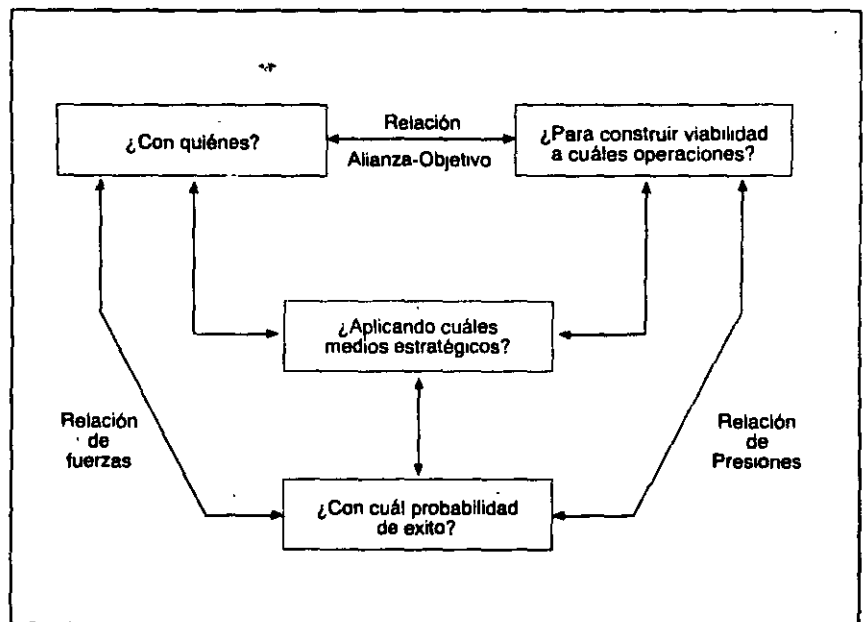 ¿Con quiénes?
Relación
Alianza-Objetivo
¿Para construir viabilidad
a cuáles operaciones?
¿Aplicando cuáles
medios estratégicos?
Relación
de
fuerzas
Relación
de
Presiones
¿Con cuál probabilidad
de exito?